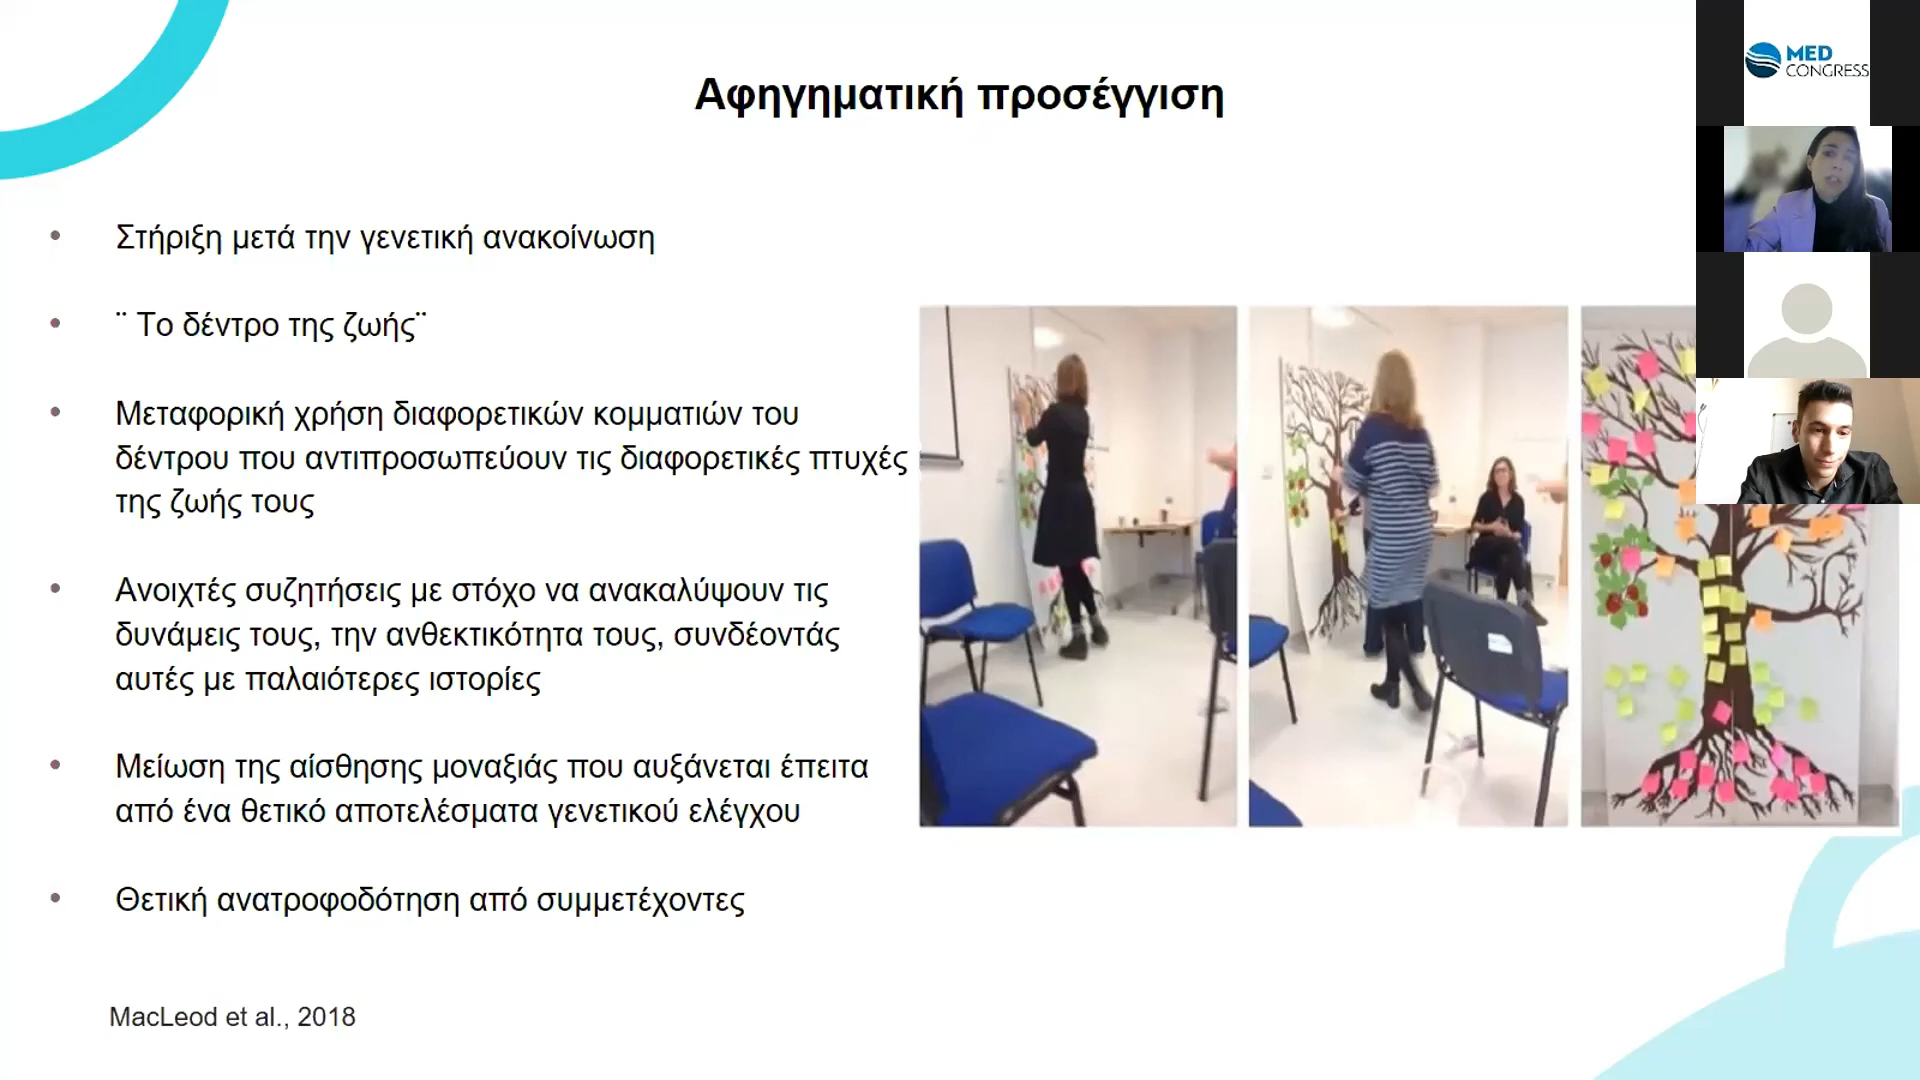 Αφηγηματική προσέγγιση
MED
CONGRESS
• Στήριξη μετά την γενετική ανακοίνωση
• ¨ Το δέντρο της ζωής¨
• Μεταφορική χρήση διαφορετικών κομματιών του
δέντρου που αντιπροσωπεύουν τις διαφορετικές πτυχές
της ζωής τους
• Ανοιχτές συζητήσεις με στόχο να ανακαλύψουν τις
δυνάμεις τους, την ανθεκτικότητα τους, συνδέοντάς
αυτές με παλαιότερες ιστορίες
• Μείωση της αίσθησης μοναξιάς που αυξάνεται έπειτα
από ένα θετικό αποτελέσματα γενετικού ελέγχου
• Θετική ανατροφοδότηση από συμμετέχοντες
MacLeod et al., 2018